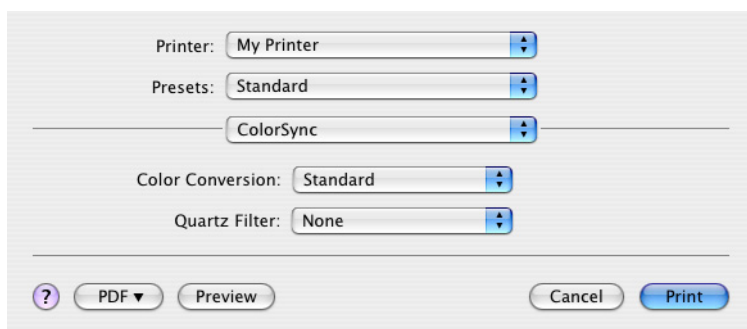 Printer: My Printer
Presets: Standard
ColorSync
Color Conversion: Standard
Quartz Filter: None
? PDF ▼ Preview Cancel Print